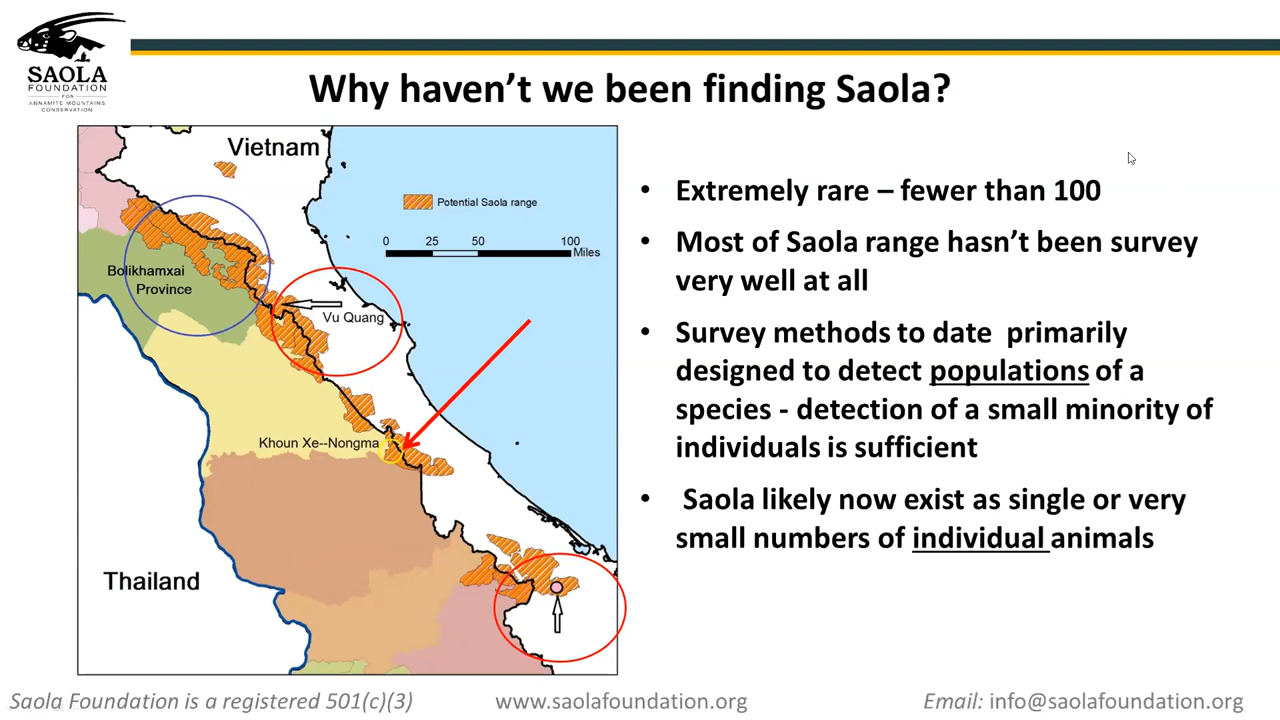 SAOLA
FOUNDATION
FOR
ANNAMITE MOUNTAINS
CONSERVATION
Why haven't we been finding Saola?
Vietnam
Potential Saola range
0 25 50 100
Miles
Bolikhamxai
Province
Vu Quang
Khoun Xe--Nongma
Thailand
• Extremely rare – fewer than 100
• Most of Saola range hasn't been survey
very well at all
• Survey methods to date primarily
designed to detect populations of a
species - detection of a small minority of
individuals is sufficient
• Saola likely now exist as single or very
small numbers of individual animals
Saola Foundation is a registered 501(c)(3) www.saolafoundation.org Email: info@saolafoundation.org